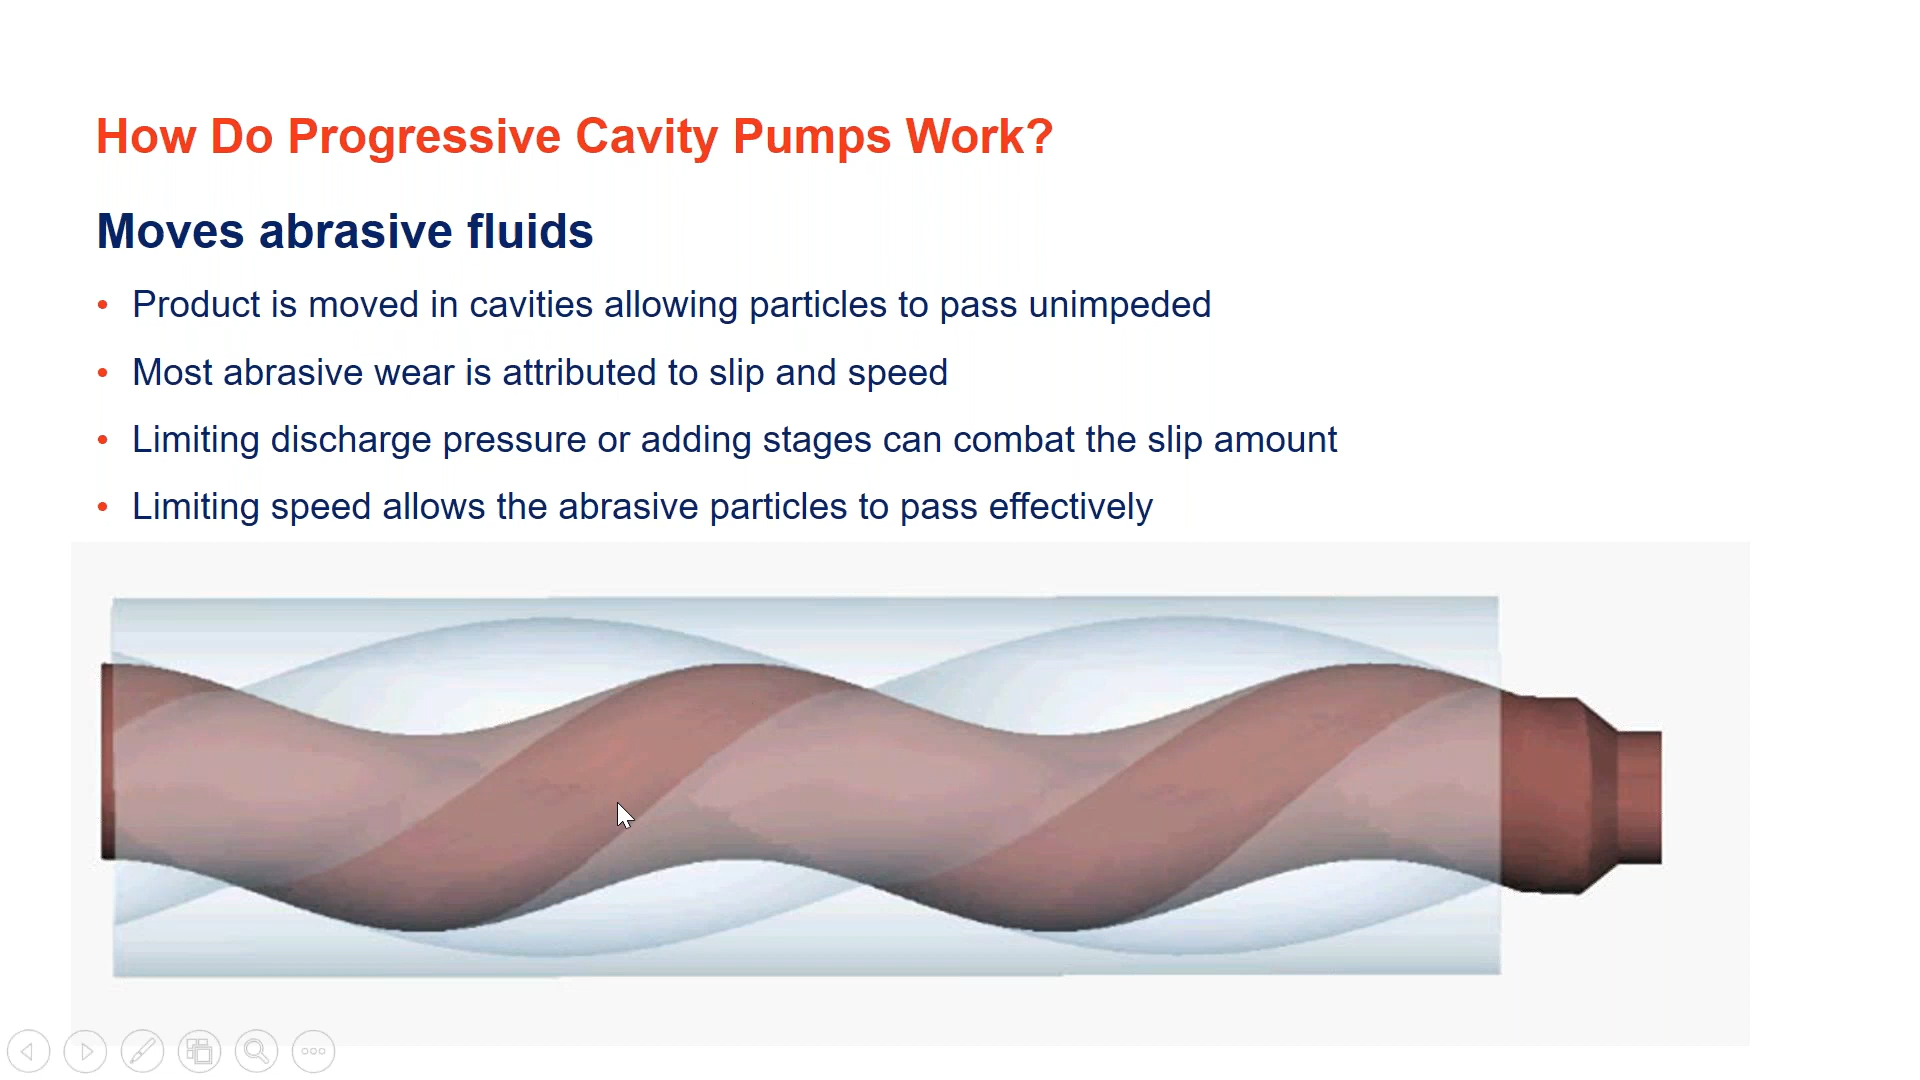 How Do Progressive Cavity Pumps Work?
Moves abrasive fluids
• Product is moved in cavities allowing particles to pass unimpeded
• Most abrasive wear is attributed to slip and speed
• Limiting discharge pressure or adding stages can combat the slip amount
• Limiting speed allows the abrasive particles to pass effectively